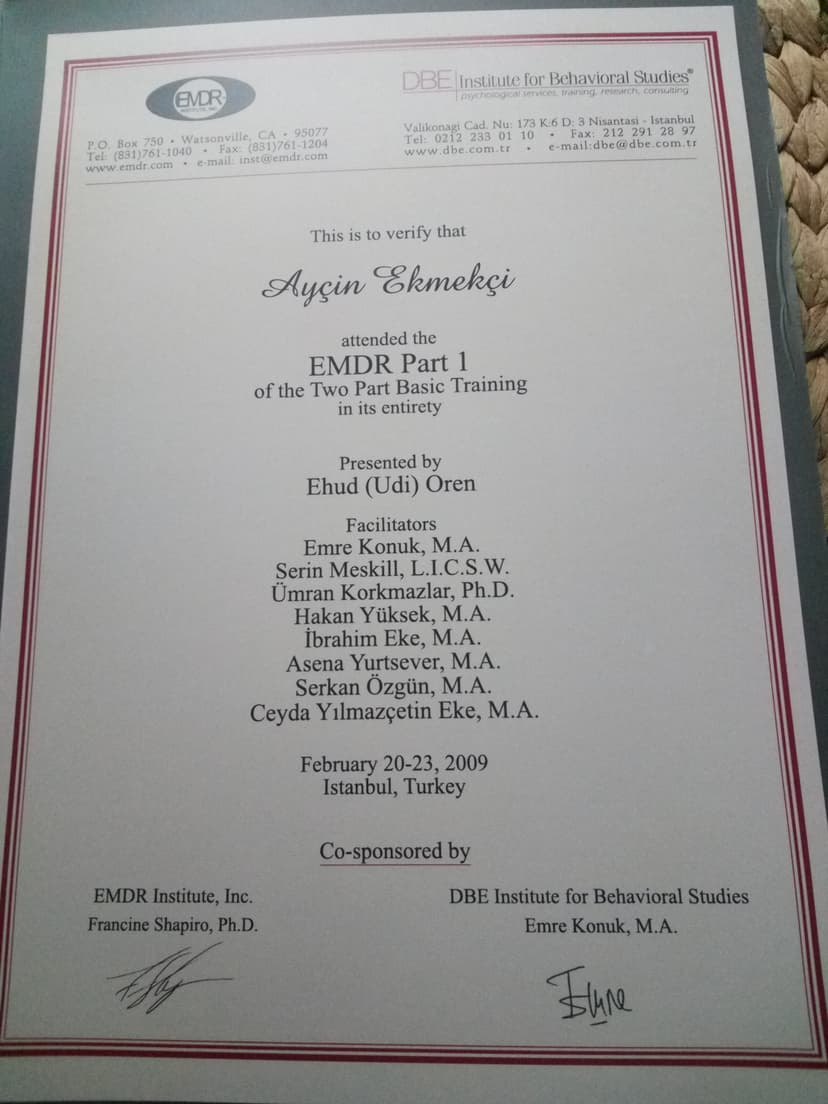 EMDR
INSTITUTE, INC.
P.O. Box 750 • Watsonville, CA • 95077
Tel: (831)761-1040 • Fax: (831)761-1204
www.emdr.com • e-mail: inst@emdr.com
DBE Institute for Behavioral Studies®
psychological services, training, research, consulting
Valikonagi Cad. Nu: 173 K:6 D: 3 Nisantasi - Istanbul
Tel: 0212 233 01 10 • Fax: 212 291 28 97
www.dbe.com.tr • e-mail:dbe@dbe.com.tr
This is to verify that
Ayçin Ekmekçi
attended the
EMDR Part 1
of the Two Part Basic Training
in its entirety
Presented by
Ehud (Udi) Oren
Facilitators
Emre Konuk, M.A.
Serin Meskill, L.I.C.S.W.
Ümran Korkmazlar, Ph.D.
Hakan Yüksek, M.A.
İbrahim Eke, M.A.
Asena Yurtsever, M.A.
Serkan Özgün, M.A.
Ceyda Yılmazçetin Eke, M.A.
February 20-23, 2009
Istanbul, Turkey
Co-sponsored by
EMDR Institute, Inc.
Francine Shapiro, Ph.D.
DBE Institute for Behavioral Studies
Emre Konuk, M.A.